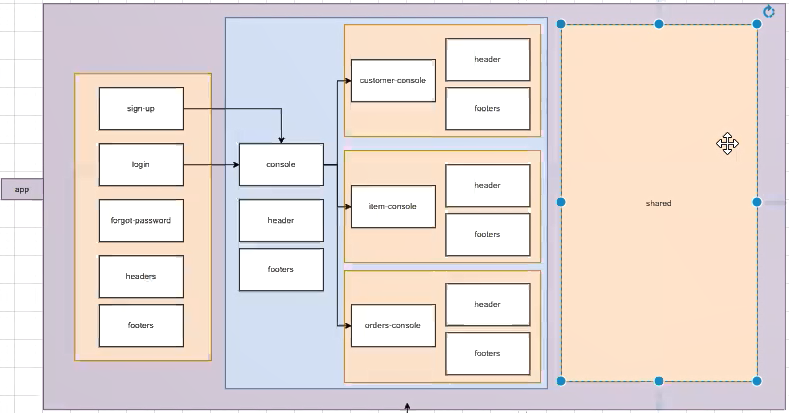 app
sign-up
login
forgot-password
headers
footers
console
header
footers
customer-console
header
footers
item-console
header
footers
orders-console
header
footers
shared